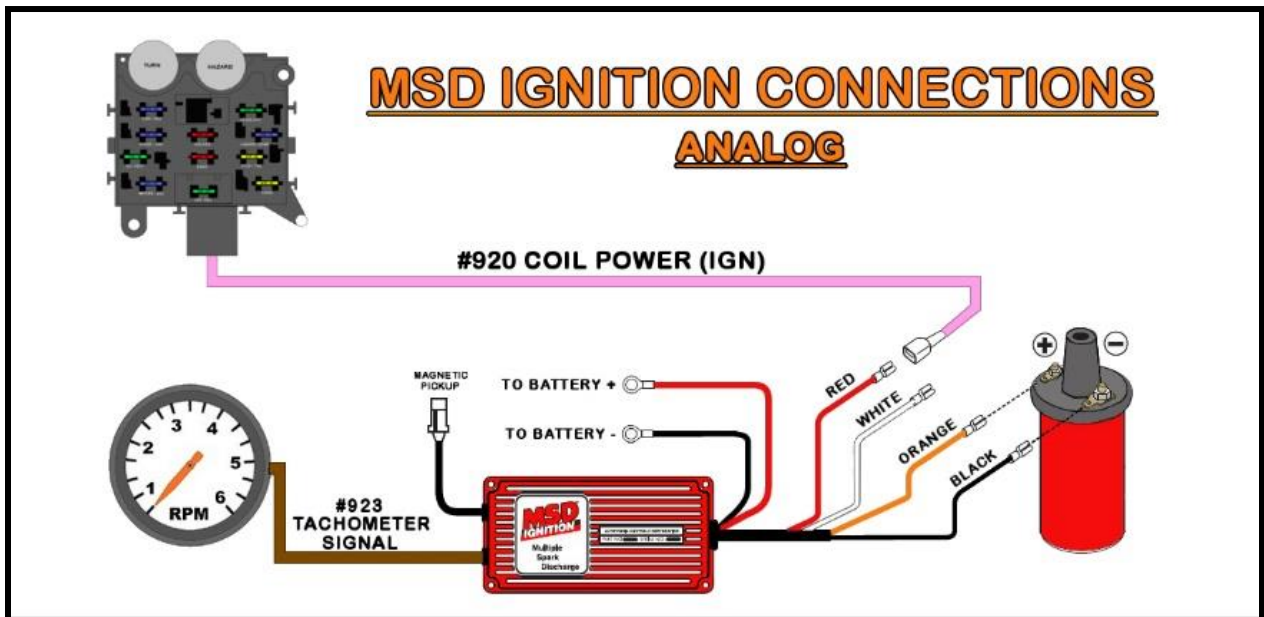 TURN
HAZARD
MSD IGNITION CONNECTIONS
ANALOG
#920 COIL POWER (IGN)
MAGNETIC
PICKUP
TO BATTERY +
TO BATTERY -
RED
WHITE
ORANGE
BLACK
+
-
1
2
3
4
5
6
RPM
#923
TACHOMETER
SIGNAL
MSD
IGNITION
Multiple
Spark
Discharge